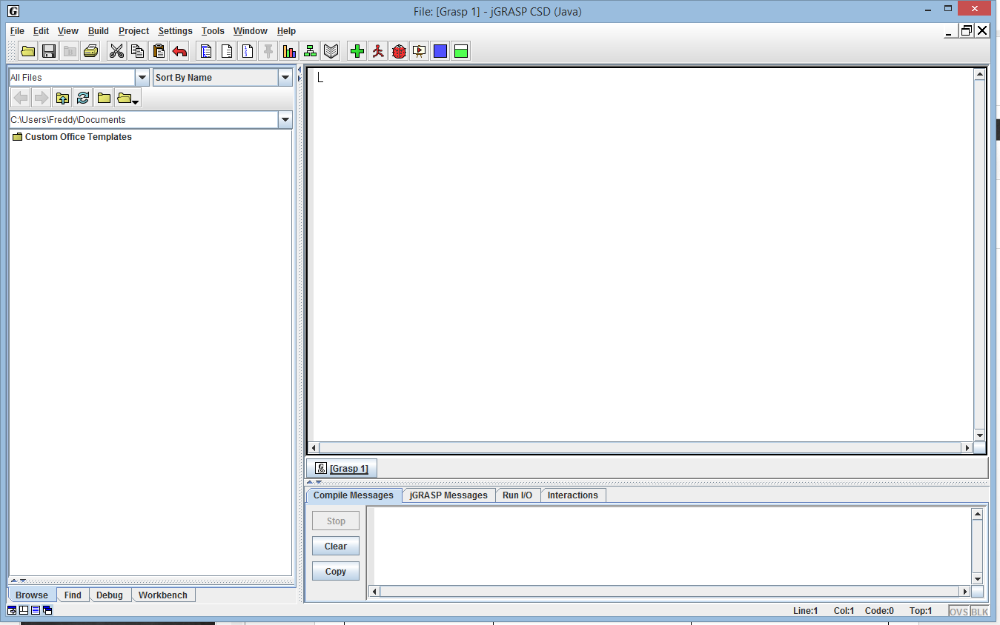 G File: [Grasp 1] - jGRASP CSD (Java)
File Edit View Build Project Settings Tools Window Help
All Files Sort By Name
C:\Users\Freddy\Documents
Custom Office Templates
G CSD [Grasp 1]
Compile Messages jGRASP Messages Run I/O Interactions
Stop
Clear
Copy
Browse Find Debug Workbench
Line:1 Col:1 Code:0 Top:1 OVS BLK